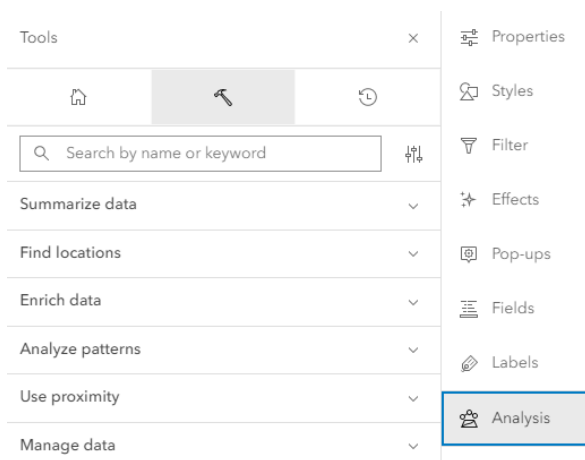 Tools
Search by name or keyword
Summarize data
Find locations
Enrich data
Analyze patterns
Use proximity
Manage data
Properties
Styles
Filter
Effects
Pop-ups
Fields
Labels
Analysis